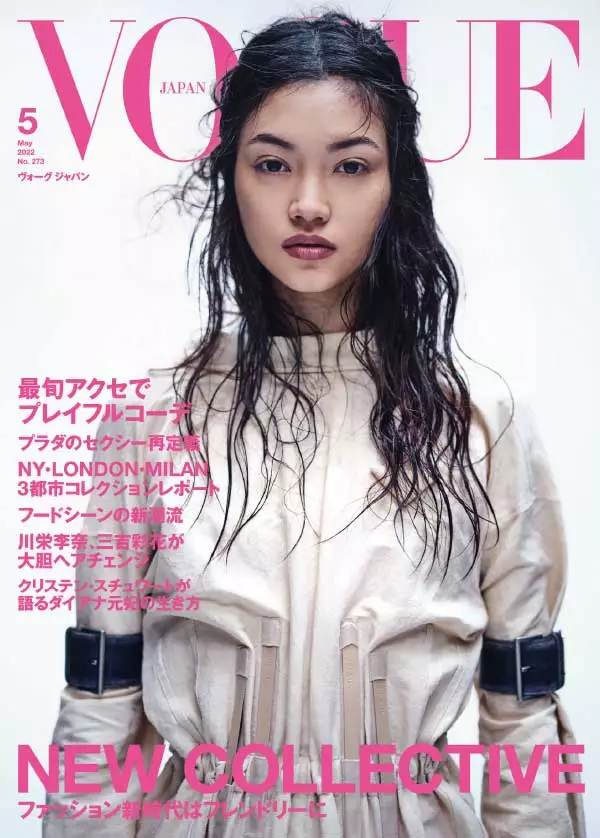 VOGUE
JAPAN
5
May
2022
No. 273
ヴォーグ ジャパン
最旬アクセで
プレイフルコーデ
プラダのセクシー再定義
NY・LONDON・MILAN
3都市コレクションレポート
フードシーンの新潮流
川栄李奈、三吉彩花が
大胆ヘアチェンジ
クリステン・スチュワートが
語るダイアナ元妃の生き方
NEW COLLECTIVE
ファッション新時代はフレンドリーに